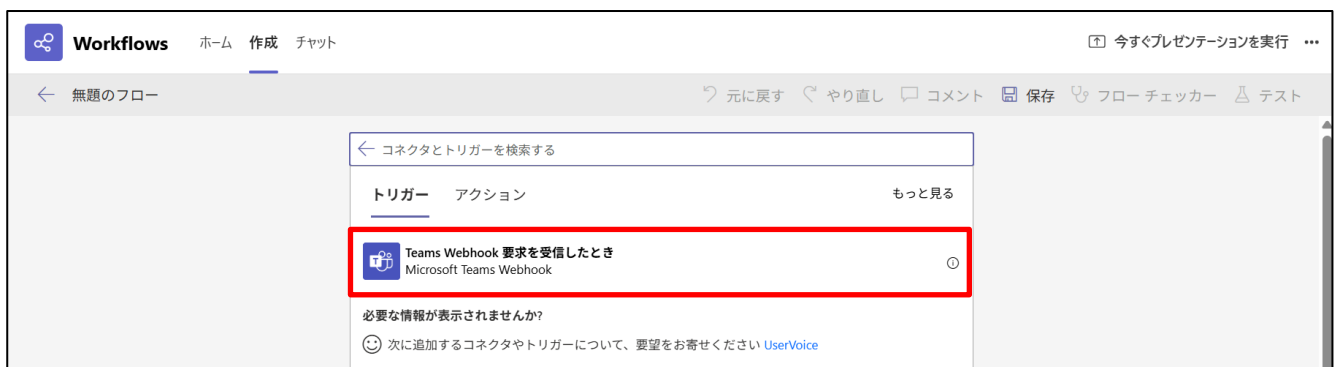 Workflows ホーム 作成 チャット 今すぐプレゼンテーションを実行 •••
無題のフロー 元に戻す やり直し コメント 保存 フロー チェッカー テスト
コネクタとトリガーを検索する
トリガー アクション もっと見る
Teams Webhook 要求を受信したとき
Microsoft Teams Webhook
必要な情報が表示されませんか?
次に追加するコネクタやトリガーについて、要望をお寄せください UserVoice